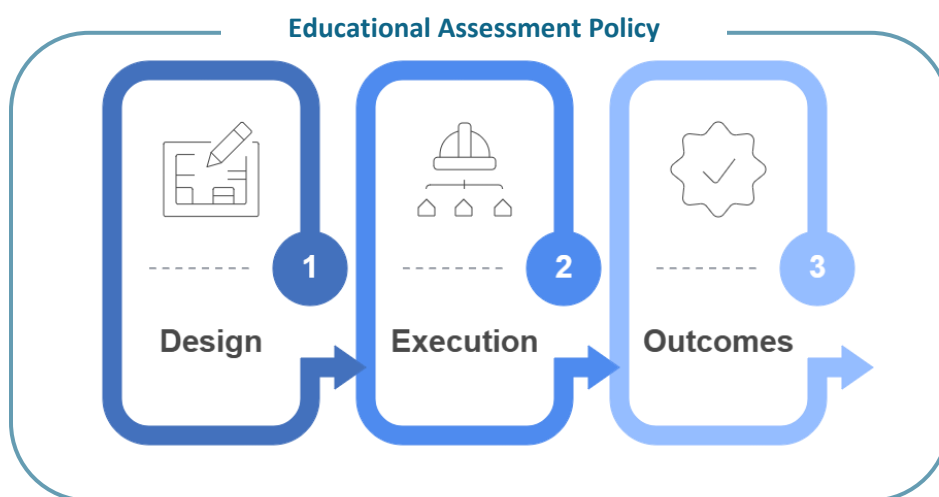 Educational Assessment Policy
1
2
3
Design
Execution
Outcomes